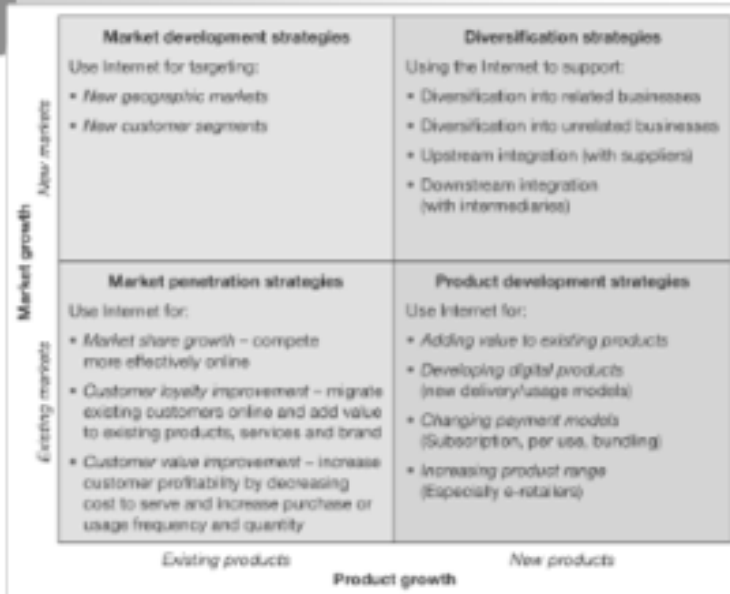 Market development strategies
Use Internet for targeting:
• New geographic markets
• New customer segments
Diversification strategies
Using the Internet to support:
• Diversification into related businesses
• Diversification into unrelated businesses
• Upstream integration (with suppliers)
• Downstream integration
(with intermediaries)
Market penetration strategies
Use Internet for:
• Market share growth – compete
more effectively online
• Customer loyalty improvement – migrate
existing customers online and add value
to existing products, services and brand
• Customer value improvement – increase
customer profitability by decreasing
cost to serve and increase purchase or
usage frequency and quantity
Product development strategies
Use Internet for:
• Adding value to existing products
• Developing digital products
(new delivery/usage models)
• Changing payment models
(Subscription, per use, bundling)
• Increasing product range
(Especially e-retailers)
Market growth
New markets
Existing markets
Existing products
New products
Product growth